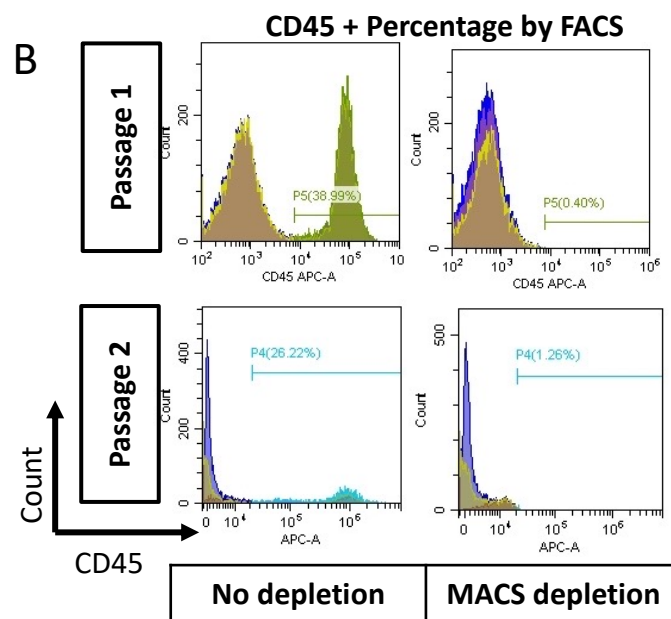 CD45 + Percentage by FACS
B
Passage 1
Count
200
0
P5(38.99%)
10² 10³ 10⁴ 10⁵ 10
CD45 APC-A
Count
200
0
P5(0.40%)
10² 10³ 10⁴ 10⁵ 10⁶
CD45 APC-A
Passage 2
Count
400
200
0
P4(26.22%)
0 10⁴ 10⁵ 10⁶
APC-A
Count
500
0
P4(1.26%)
0 10⁴ 10⁵ 10⁶
APC-A
Count
CD45
No depletion
MACS depletion